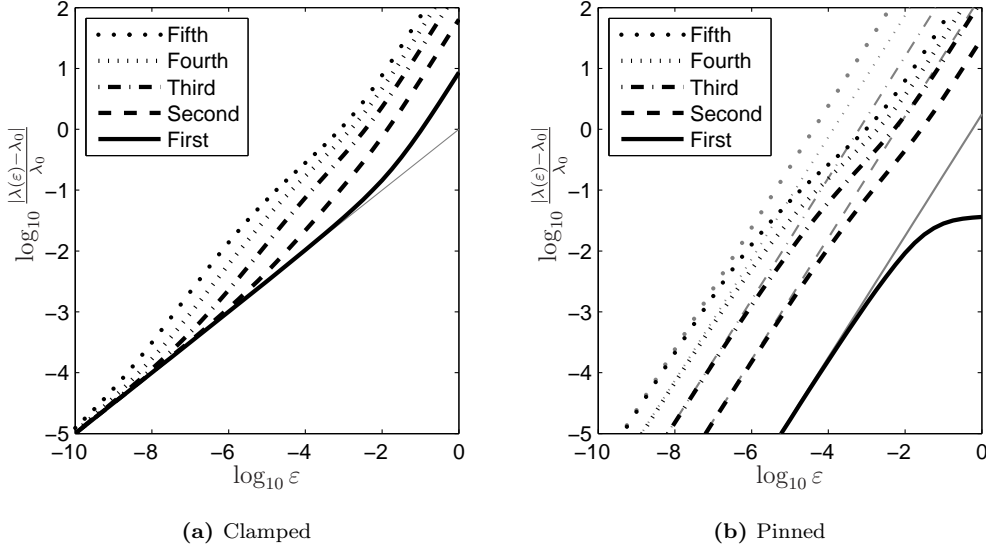 2
1
0
−1
−2
−3
−4
−5
−10
−8
−6
−4
−2
0
log₁₀ ε
log₁₀ |λ(ε)−λ₀| / λ₀
Fifth
Fourth
Third
Second
First
(a) Clamped
2
1
0
−1
−2
−3
−4
−5
−10
−8
−6
−4
−2
0
log₁₀ ε
log₁₀ |λ(ε)−λ₀| / λ₀
Fifth
Fourth
Third
Second
First
(b) Pinned